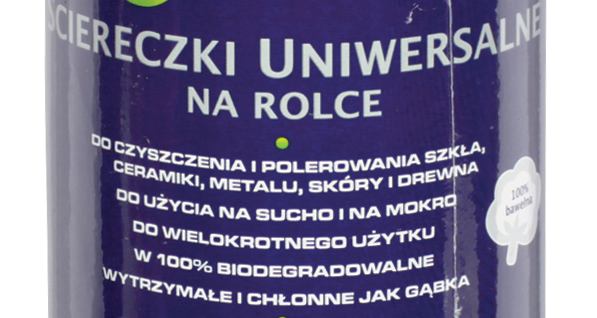 ŚCIERECZKI UNIWERSALNE
NA ROLCE
DO CZYSZCZENIA I POLEROWANIA SZKŁA,
CERAMIKI, METALU, SKÓRY I DREWNA
DO UŻYCIA NA SUCHO I NA MOKRO
DO WIELOKROTNEGO UŻYTKU
W 100% BIODEGRADOWALNE
WYTRZYMAŁE I CHŁONNE JAK GĄBKA
100%
bawełna